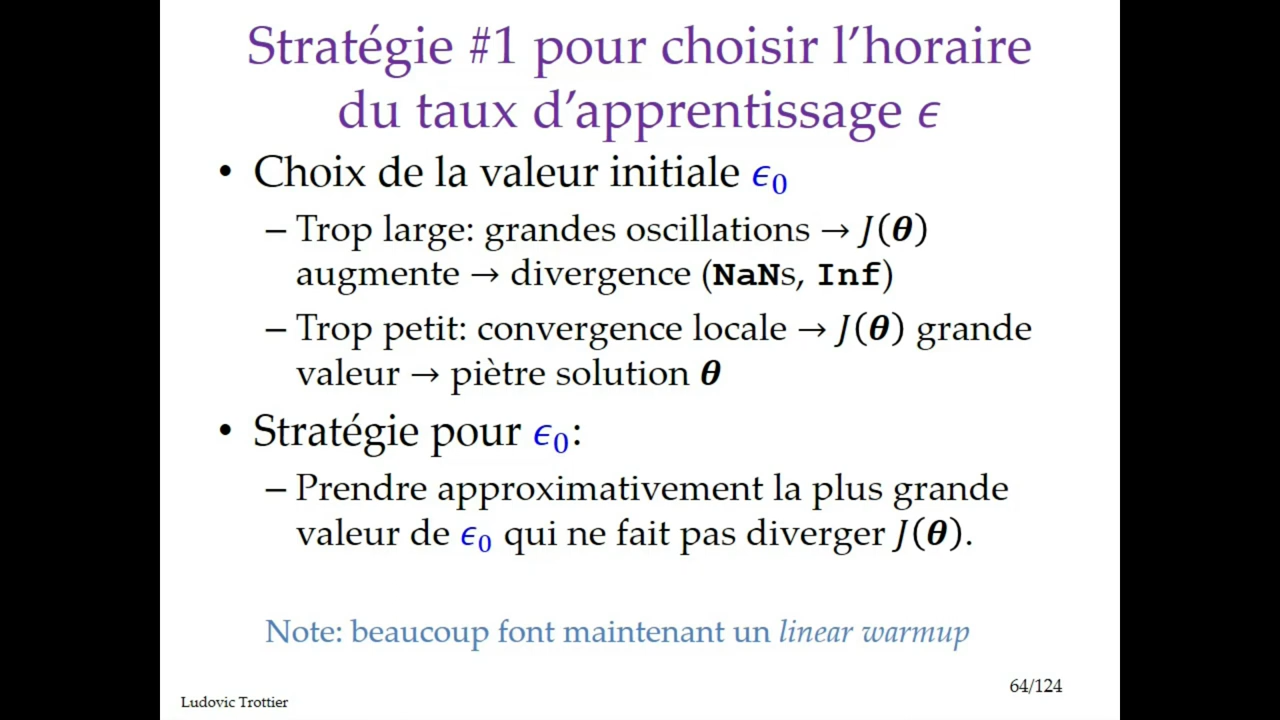 Stratégie #1 pour choisir l’horaire
du taux d’apprentissage ϵ
• Choix de la valeur initiale ϵ₀
– Trop large: grandes oscillations → J(θ)
augmente → divergence (NaNs, Inf)
– Trop petit: convergence locale → J(θ) grande
valeur → piètre solution θ
• Stratégie pour ϵ₀:
– Prendre approximativement la plus grande
valeur de ϵ₀ qui ne fait pas diverger J(θ).
Note: beaucoup font maintenant un linear warmup
64/124
Ludovic Trottier